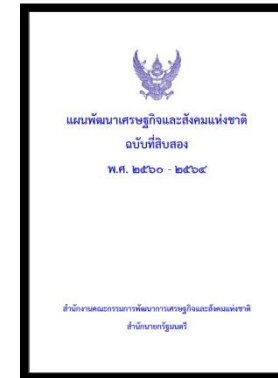 แผนพัฒนาเศรษฐกิจและสังคมแห่งชาติ
ฉบับที่สิบสอง
พ.ศ. ๒๕๖๐ - ๒๕๖๔
สำนักงานคณะกรรมการพัฒนาการเศรษฐกิจและสังคมแห่งชาติ
สำนักนายกรัฐมนตรี